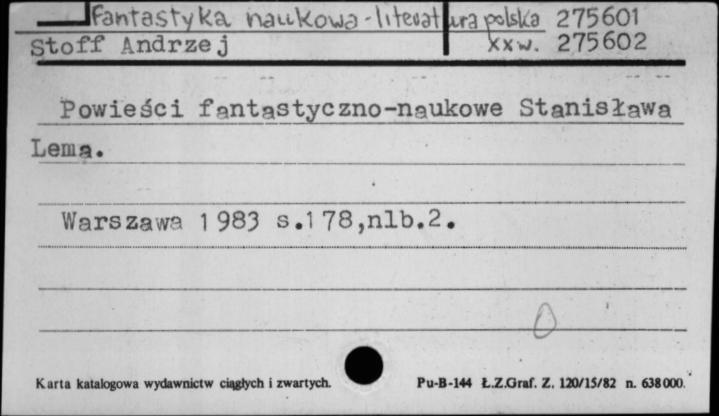 Fantastyka naukowa-literatura polska 275601
Stoff Andrzej XX w. 275602
Powieści fantastyczno-naukowe Stanisława
Lema.
Warszawa 1983 s.178,nlb.2.
Karta katalogowa wydawnictw ciągłych i zwartych. Pu-B-144 Ł.Z.Graf. Z. 120/15/82 n. 638000.